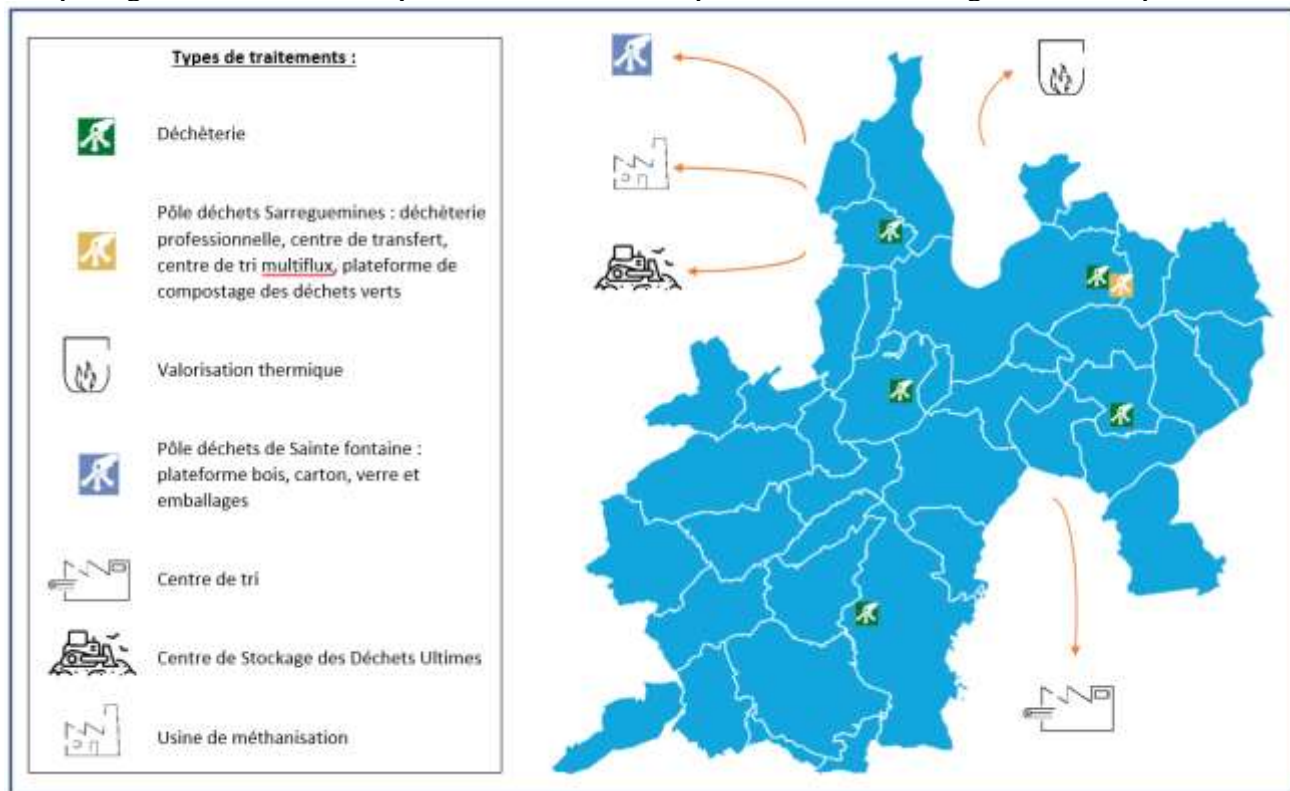 Types de traitements :
Déchèterie
Pôle déchets Sarreguemines : déchèterie
professionnelle, centre de transfert,
centre de tri multiflux, plateforme de
compostage des déchets verts
Valorisation thermique
Pôle déchets de Sainte fontaine :
plateforme bois, carton, verre et
emballages
Centre de tri
Centre de Stockage des Déchets Ultimes
Usine de méthanisation